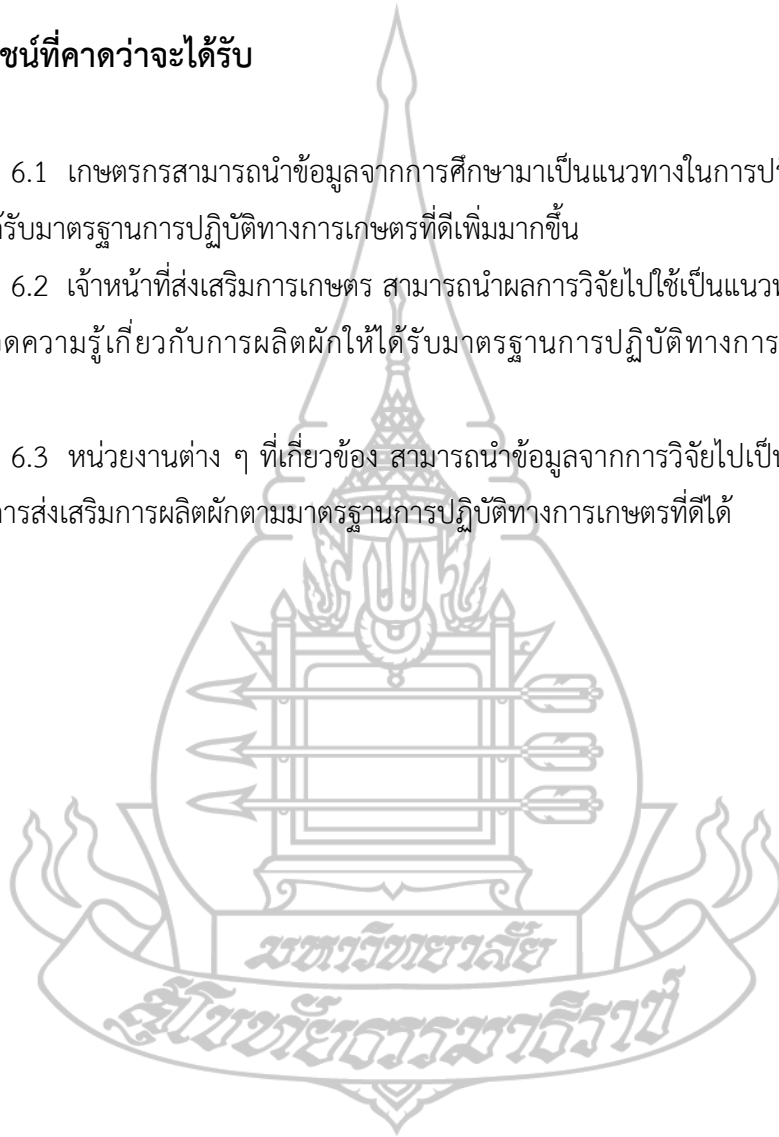 ชน์ที่คาดว่าจะได้รับ
6.1 เกษตรกรสามารถนำข้อมูลจากการศึกษามาเป็นแนวทางในการปรั
รับมาตรฐานการปฏิบัติทางการเกษตรที่ดีเพิ่มมากขึ้น
6.2 เจ้าหน้าที่ส่งเสริมการเกษตร สามารถนำผลการวิจัยไปใช้เป็นแนวท
ดความรู้เกี่ยวกับการผลิตผักให้ได้รับมาตรฐานการปฏิบัติทางการ
6.3 หน่วยงานต่าง ๆ ที่เกี่ยวข้อง สามารถนำข้อมูลจากการวิจัยไปเป็น
การส่งเสริมการผลิตผักตามมาตรฐานการปฏิบัติทางการเกษตรที่ดีได้
มหาวิทยาลัย
สุโขทัยธรรมาธิราช